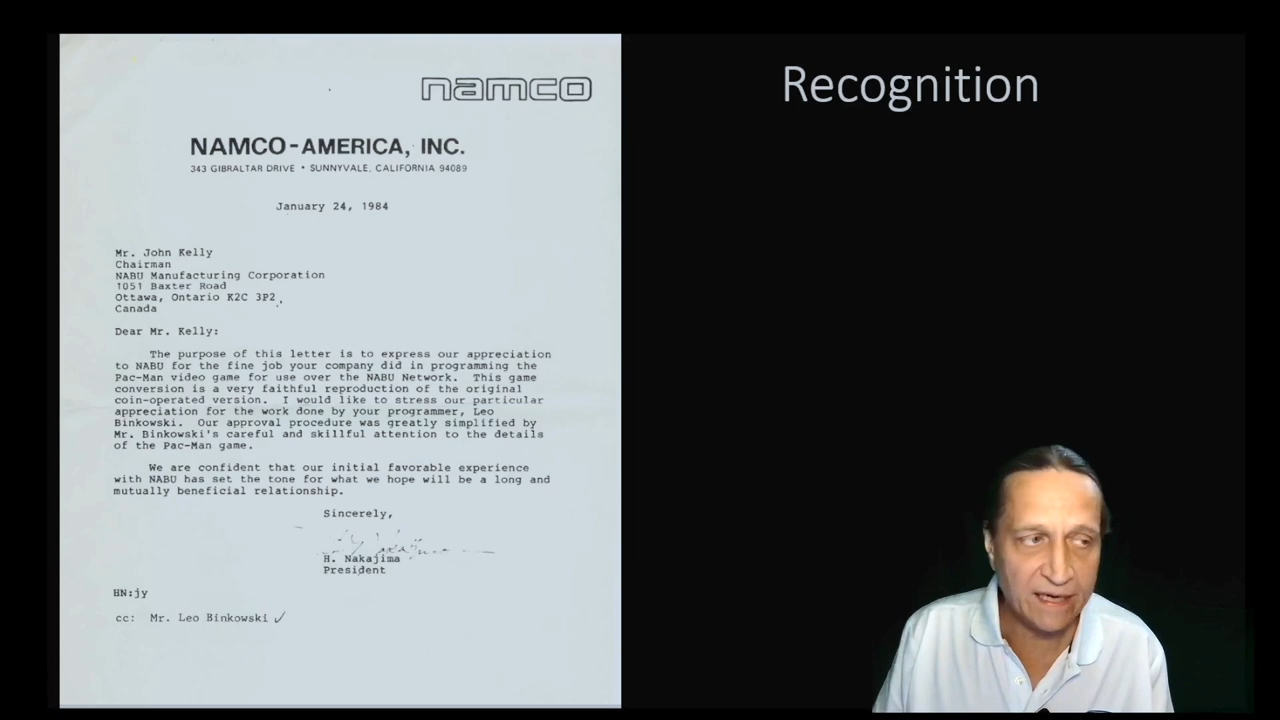 namco
Recognition
NAMCO-AMERICA, INC.
343 GIBRALTAR DRIVE • SUNNYVALE, CALIFORNIA 94089
January 24, 1984
Mr. John Kelly
Chairman
NABU Manufacturing Corporation
1051 Baxter Road
Ottawa, Ontario K2C 3P2
Canada
Dear Mr. Kelly:
The purpose of this letter is to express our appreciation
to NABU for the fine job your company did in programming the
Pac-Man video game for use over the NABU Network. This game
conversion is a very faithful reproduction of the original
coin-operated version. I would like to stress our particular
appreciation for the work done by your programmer, Leo
Binkowski. Our approval procedure was greatly simplified by
Mr. Binkowski's careful and skillful attention to the details
of the Pac-Man game.
We are confident that our initial favorable experience
with NABU has set the tone for what we hope will be a long and
mutually beneficial relationship.
Sincerely,
H. Nakajima
President
HN:jy
cc: Mr. Leo Binkowski ✓